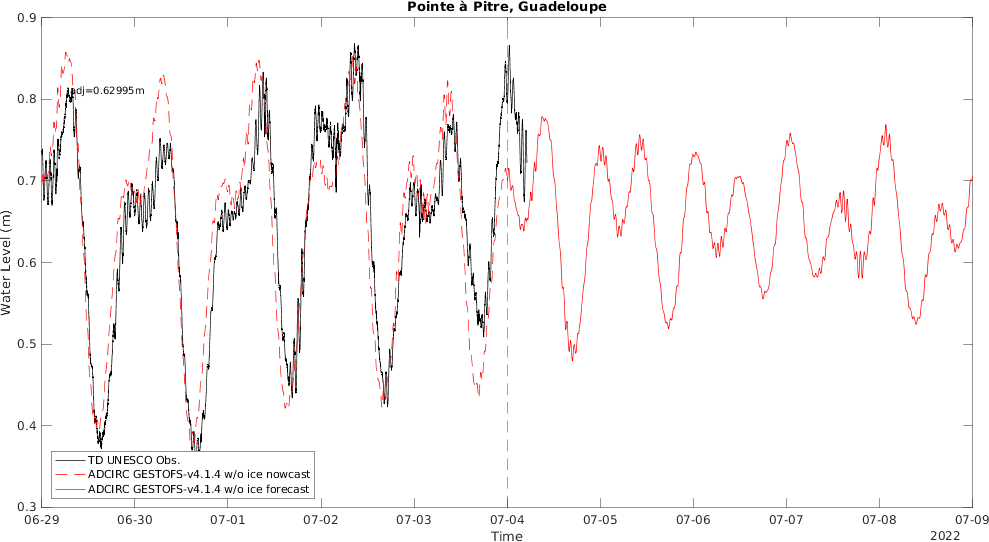 Pointe à Pitre, Guadeloupe
0.9
0.8
0.7
0.6
0.5
0.4
0.3
Water Level (m)
adj=0.62995m
TD UNESCO Obs.
ADCIRC GESTOFS-v4.1.4 w/o ice nowcast
ADCIRC GESTOFS-v4.1.4 w/o ice forecast
06-29 06-30 07-01 07-02 07-03 07-04 07-05 07-06 07-07 07-08 07-09
Time
2022